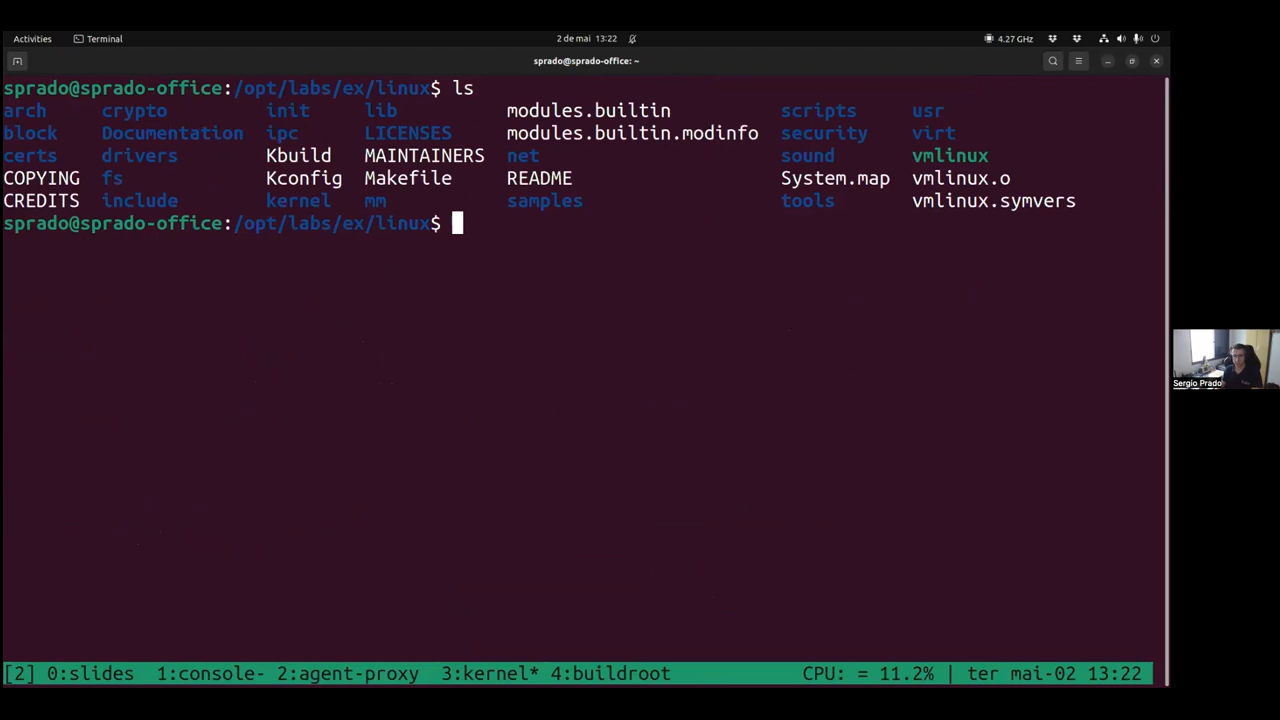 Activities Terminal 2 de mai 13:22 4.27 GHz
sprado@sprado-office: ~
sprado@sprado-office:/opt/labs/ex/linux$ ls
arch crypto init lib modules.builtin scripts usr
block Documentation ipc LICENSES modules.builtin.modinfo security virt
certs drivers Kbuild MAINTAINERS net sound vmlinux
COPYING fs Kconfig Makefile README System.map vmlinux.o
CREDITS include kernel mm samples tools vmlinux.symvers
sprado@sprado-office:/opt/labs/ex/linux$
Sergio Prado
[2] 0:slides 1:console- 2:agent-proxy 3:kernel* 4:buildroot CPU: = 11.2% | ter mai-02 13:22